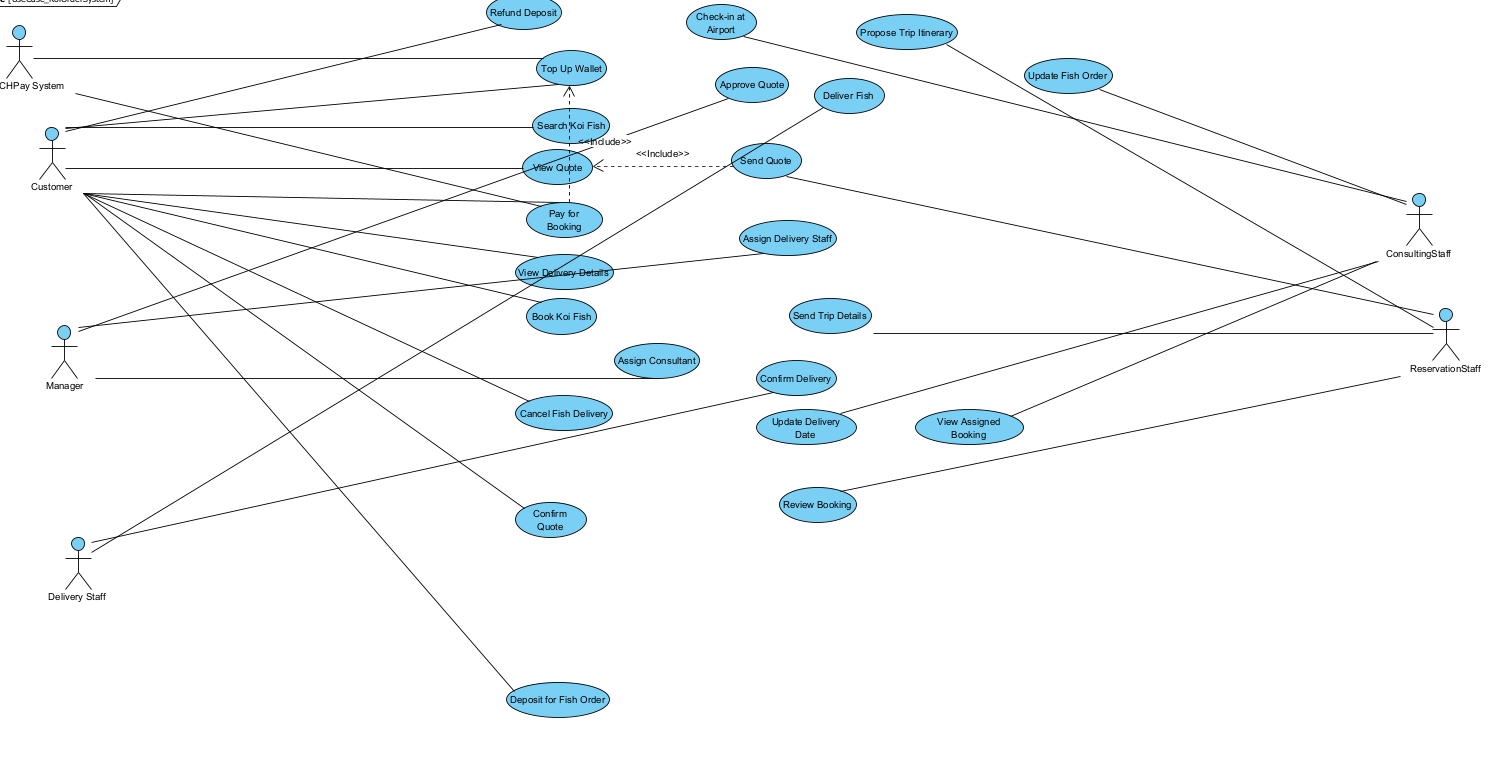 Refund Deposit
Check-in at
Airport
Propose Trip Itinerary
Top Up Wallet
Update Fish Order
CHPay System
Approve Quote
Deliver Fish
Search Koi Fish
<<Include>>
<<Include>>
View Quote
Send Quote
Customer
Pay for
Booking
Assign Delivery Staff
ConsultingStaff
View Delivery Details
Book Koi Fish
Send Trip Details
Assign Consultant
ReservationStaff
Manager
Confirm Delivery
Cancel Fish Delivery
Update Delivery
Date
View Assigned
Booking
Review Booking
Confirm
Quote
Delivery Staff
Deposit for Fish Order